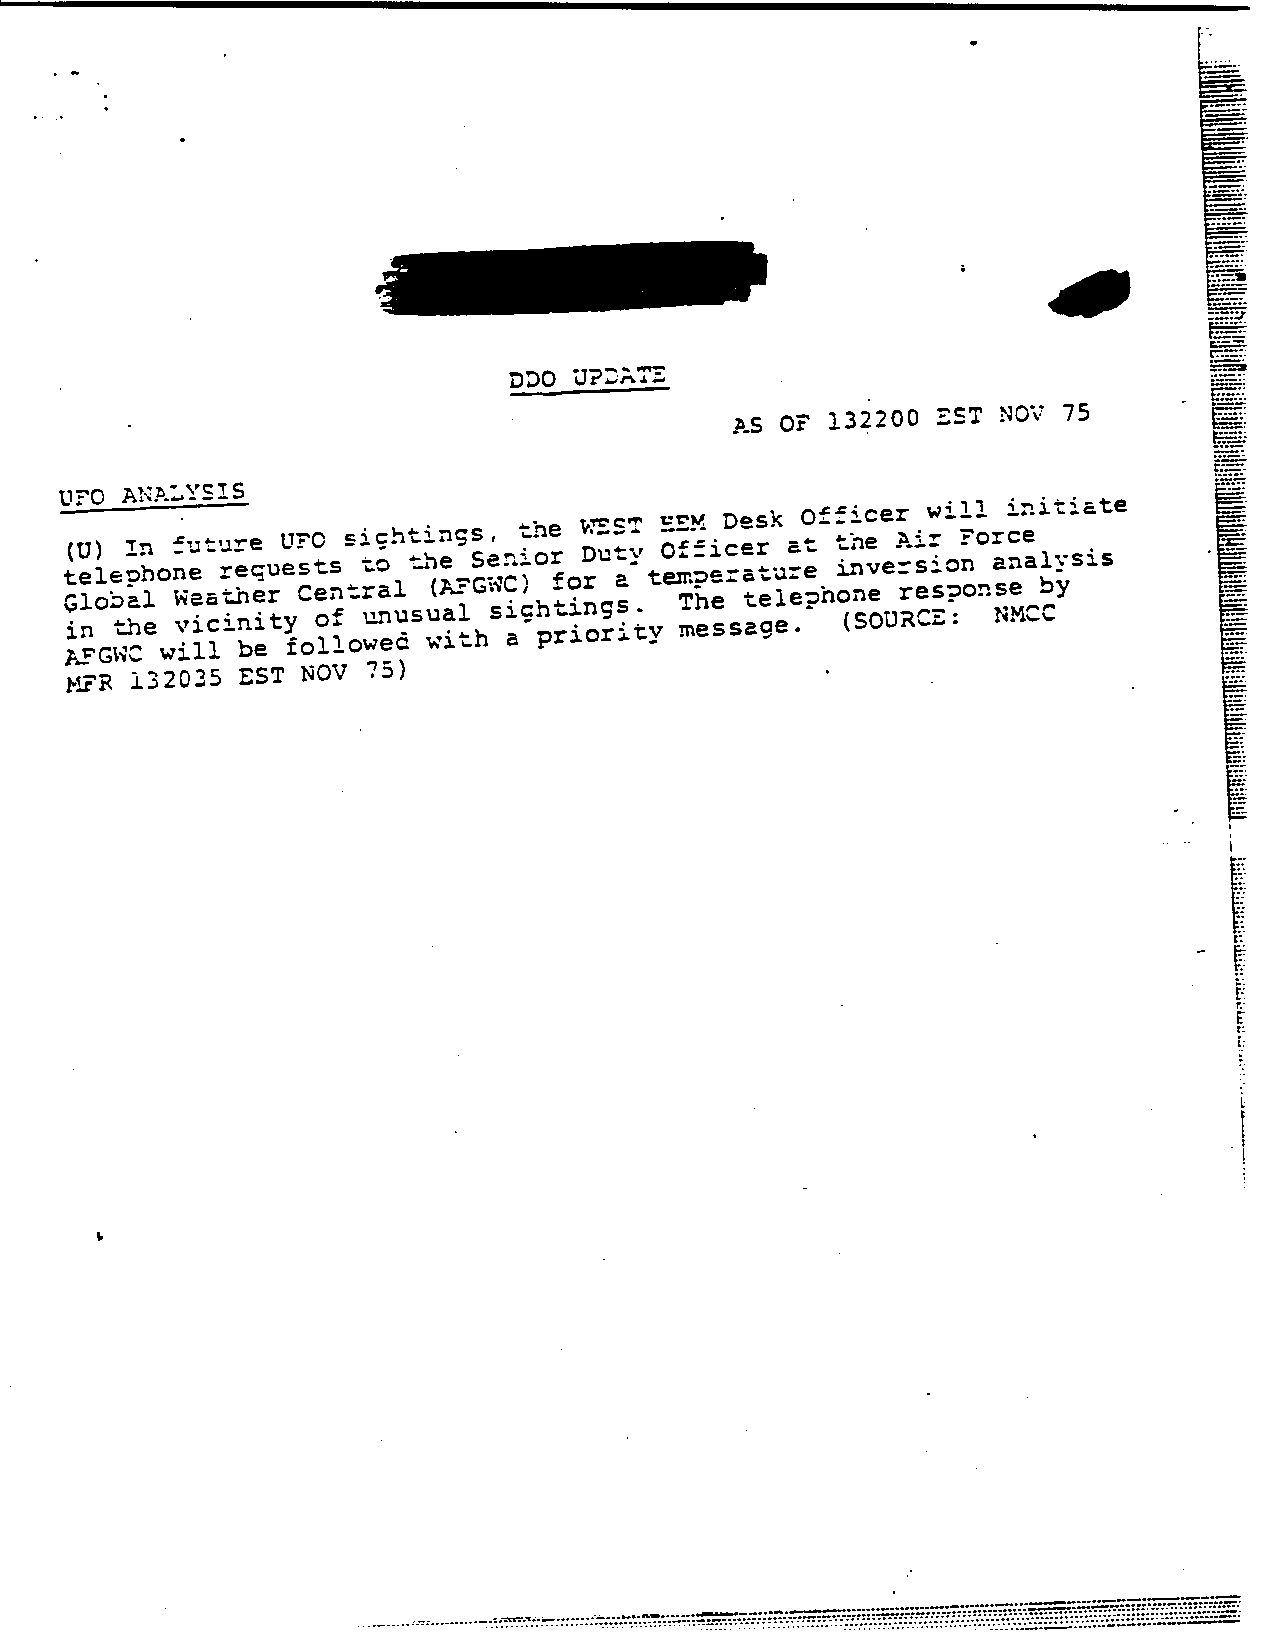 DDO UPDATE
AS OF 132200 EST NOV 75
UFO ANALYSIS
(U) In future UFO sightings, the WEST HEM Desk Officer will initiate
telephone requests to the Senior Duty Officer at the Air Force
Global Weather Central (AFGWC) for a temperature inversion analysis
in the vicinity of unusual sightings. The telephone response by
AFGWC will be followed with a priority message. (SOURCE: NMCC
MFR 132035 EST NOV 75)